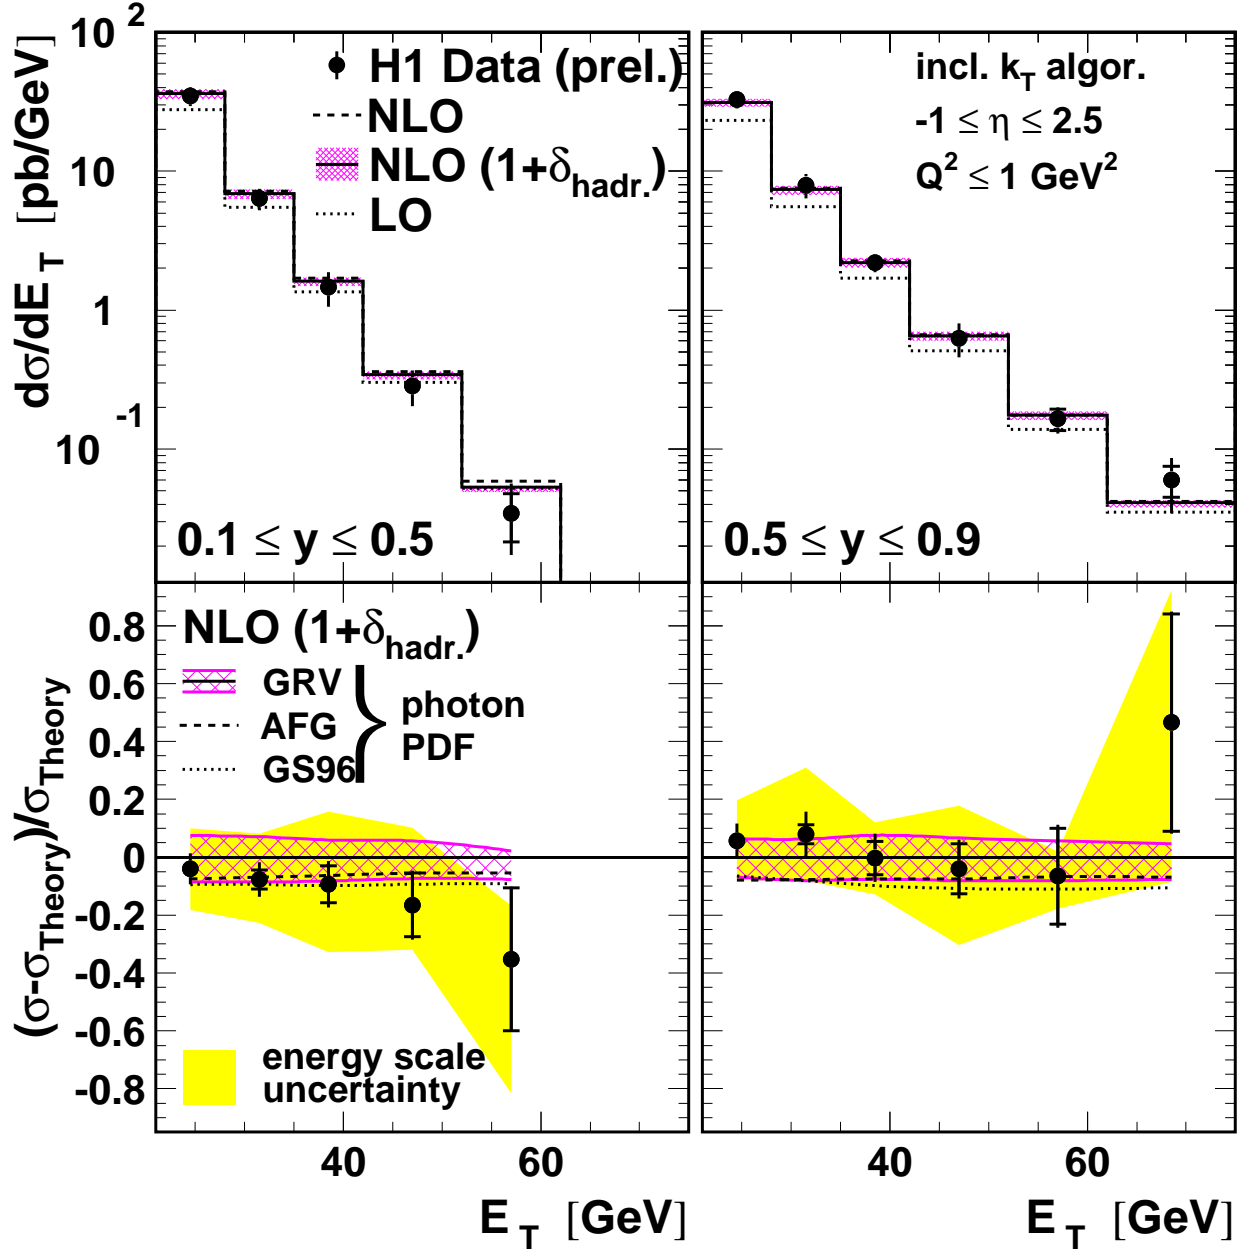 10 2
10
1
10 -1
dσ/dE T [pb/GeV]
H1 Data (prel.)
NLO
NLO (1+δhadr.)
LO
0.1 ≤ y ≤ 0.5
incl. kT algor.
-1 ≤ η ≤ 2.5
Q2 ≤ 1 GeV2
0.5 ≤ y ≤ 0.9
(σ-σTheory)/σTheory
0.8
0.6
0.4
0.2
0
-0.2
-0.4
-0.6
-0.8
NLO (1+δhadr.)
GRV
AFG
GS96
} photon
PDF
energy scale
uncertainty
40 60
40 60
E T [GeV]
E T [GeV]